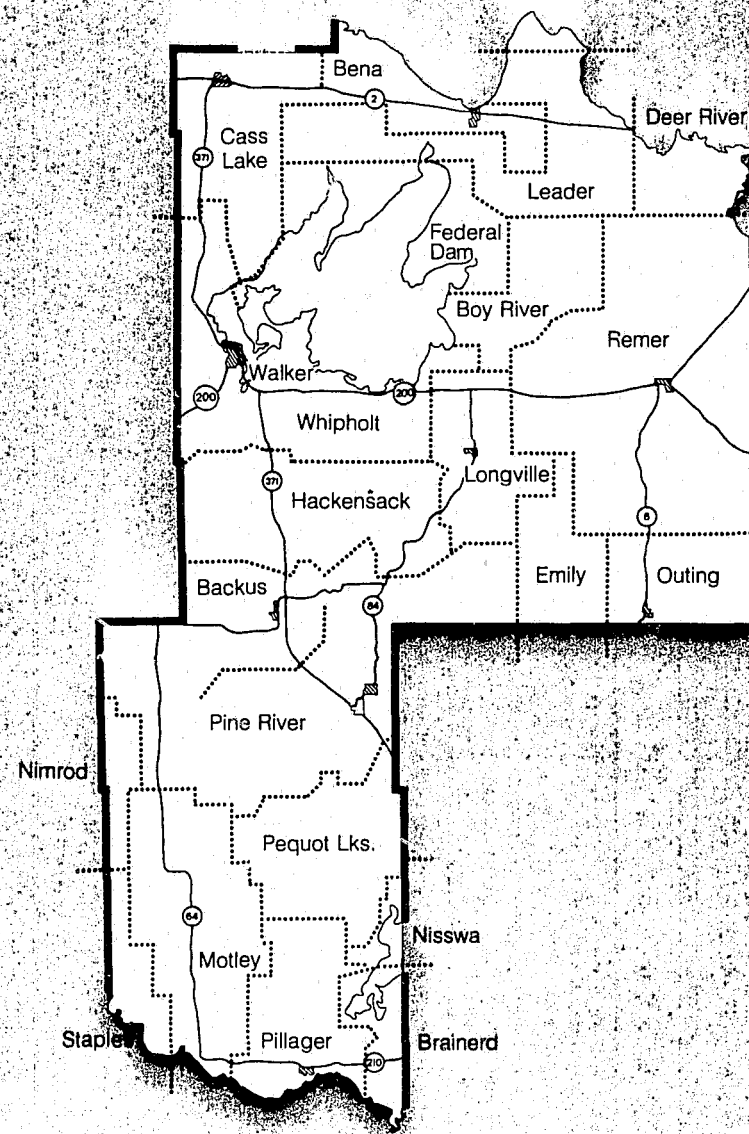 Bena
2
Deer River
371
Cass
Lake
Leader
Federal
Dam
Boy River
Remer
Walker
200
200
Whipholt
371
Longville
Hackensack
6
Backus
84
Emily
Outing
Pine River
Nimrod
Pequot Lks.
64
Nisswa
Motley
Staple
Pillager
210
Brainerd